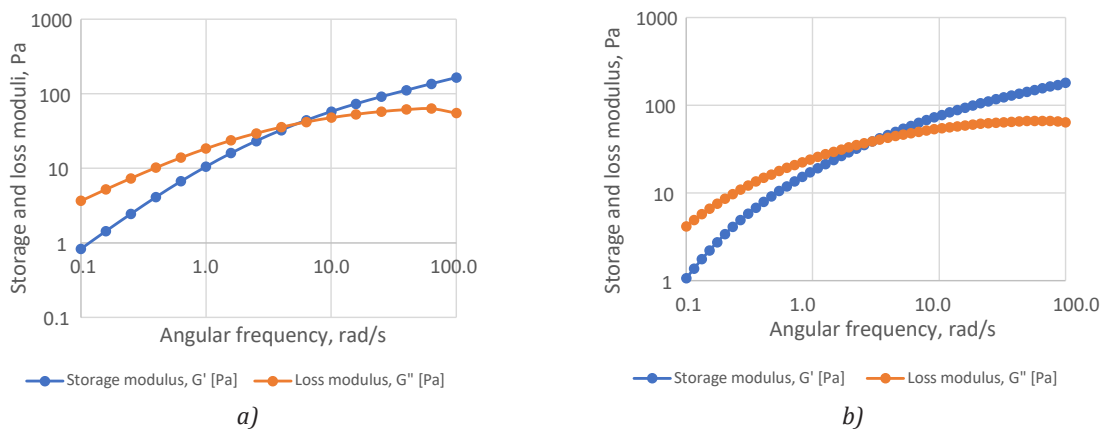 Storage and loss moduli, Pa
1000
100
10
1
0.1
0.1 1.0 10.0 100.0
Angular frequency, rad/s
Storage modulus, G' [Pa] Loss modulus, G" [Pa]
a)
Storage and loss modulus, Pa
1000
100
10
1
0.1 1.0 10.0 100.0
Angular frequency, rad/s
Storage modulus, G' [Pa] Loss modulus, G" [Pa]
b)